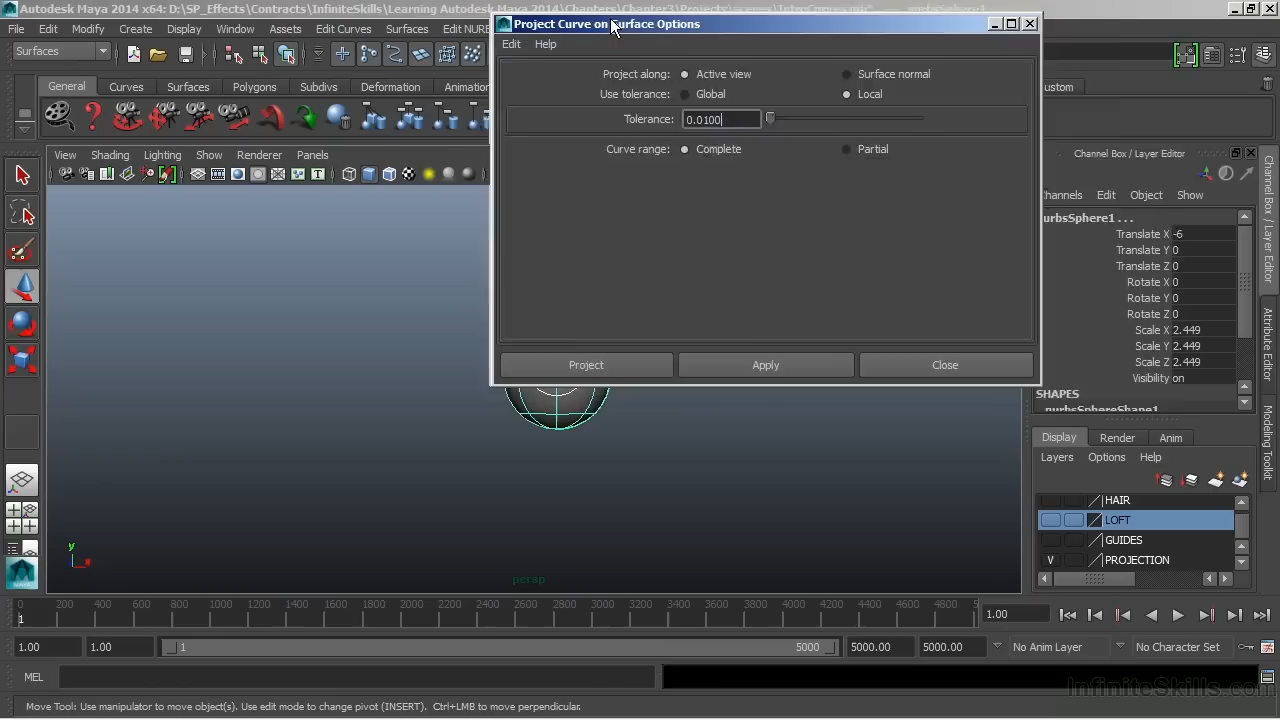 Autodesk Maya 2014 x64: D:\SP_Effects\Contracts\InfiniteSkills\Learning Autodesk Maya 2014\Chapters\Chapter3\Projects\scenes\
Project Curve on Surface Options
File Edit Modify Create Display Window Assets Edit Curves Surfaces Edit NURBS
Edit Help
Surfaces
Project along: Active view Surface normal
Use tolerance: Global Local
General Curves Surfaces Polygons Subdivs Deformation Animation
Tolerance: 0.0100
Curve range: Complete Partial
View Shading Lighting Show Renderer Panels
Channel Box / Layer Editor
Channels Edit Object Show
nurbsSphere1 ...
Translate X -6
Translate Y 0
Translate Z 0
Rotate X 0
Rotate Y 0
Rotate Z 0
Scale X 2.449
Scale Y 2.449
Scale Z 2.449
Visibility on
Project Apply Close
SHAPES
nurbsSphereShape1
Channel Box / Layer Editor
Attribute Editor
Modeling Toolkit
Display Render Anim
Layers Options Help
HAIR
LOFT
GUIDES
V PROJECTION
y
x
persp
0 200 400 600 800 1000 1200 1400 1600 1800 2000 2200 2400 2600 2800 3000 3200 3400 3600 3800 4000 4200 4400 4600 4800 5
1
1.00
1.00 1.00 1 5000 5000.00 5000.00 No Anim Layer No Character Set
MEL
InfiniteSkills.com
Move Tool: Use manipulator to move object(s). Use edit mode to change pivot (INSERT). Ctrl+LMB to move perpendicular.